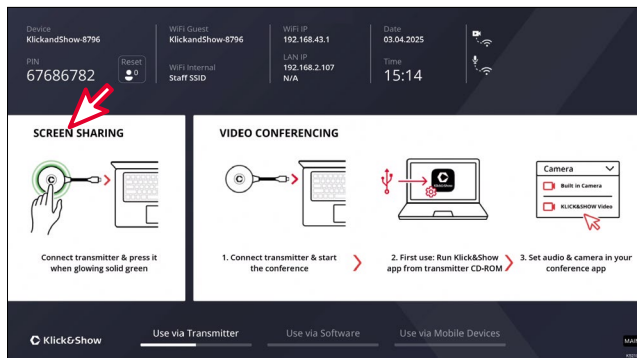 Device
KlickandShow-8796
WiFi Guest
KlickandShow-8796
WiFi IP
192.168.43.1
Date
03.04.2025
PIN
67686782
Reset
0
WiFi Internal
Staff SSID
LAN IP
192.168.2.107
N/A
Time
15:14
SCREEN SHARING
Connect transmitter & press it
when glowing solid green
VIDEO CONFERENCING
1. Connect transmitter & start
the conference
2. First use: Run Klick&Show
app from transmitter CD-ROM
Camera
Built in Camera
KLICK&SHOW Video
3. Set audio & camera in your
conference app
Klick&Show
Use via Transmitter
Use via Software
Use via Mobile Devices